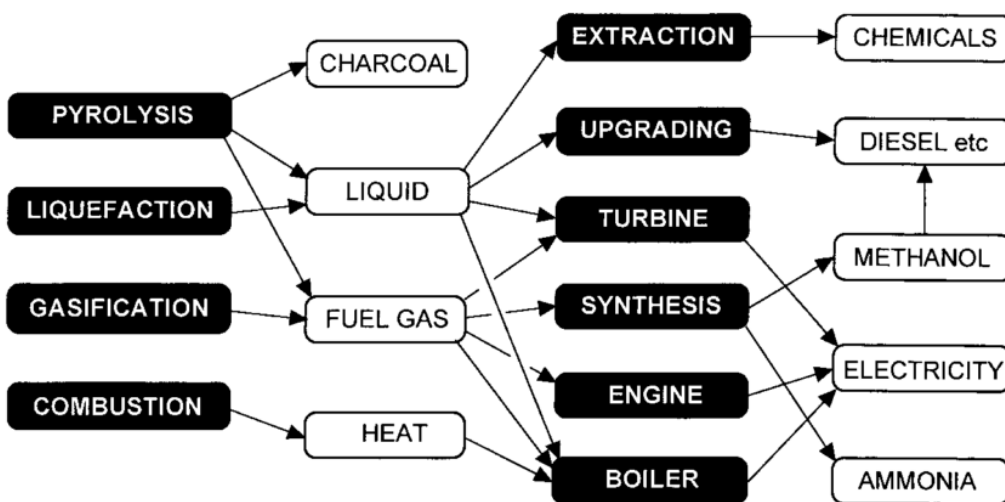 PYROLYSIS
LIQUEFACTION
GASIFICATION
COMBUSTION
CHARCOAL
LIQUID
FUEL GAS
HEAT
EXTRACTION
UPGRADING
TURBINE
SYNTHESIS
ENGINE
BOILER
CHEMICALS
DIESEL etc
METHANOL
ELECTRICITY
AMMONIA